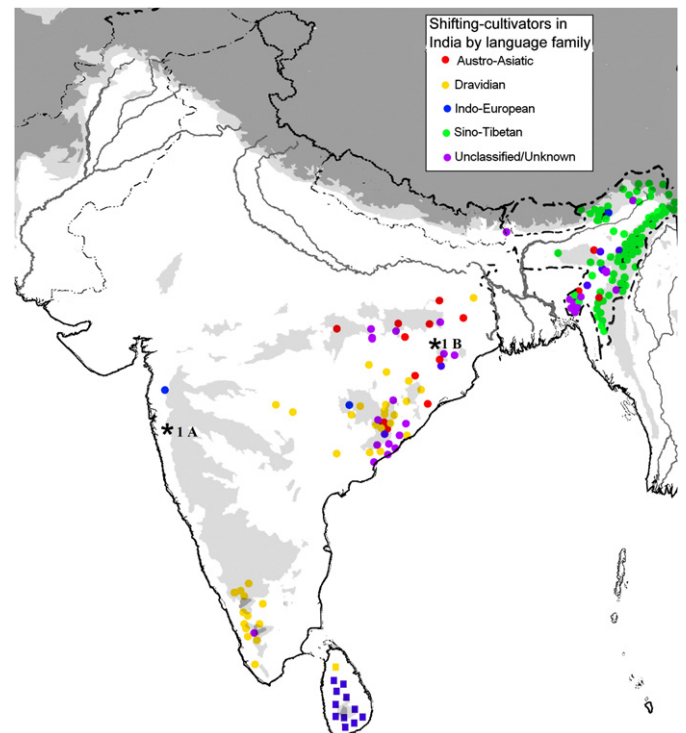 Shifting-cultivators in
India by language family
Austro-Asiatic
Dravidian
Indo-European
Sino-Tibetan
Unclassified/Unknown
*1 B
*1 A